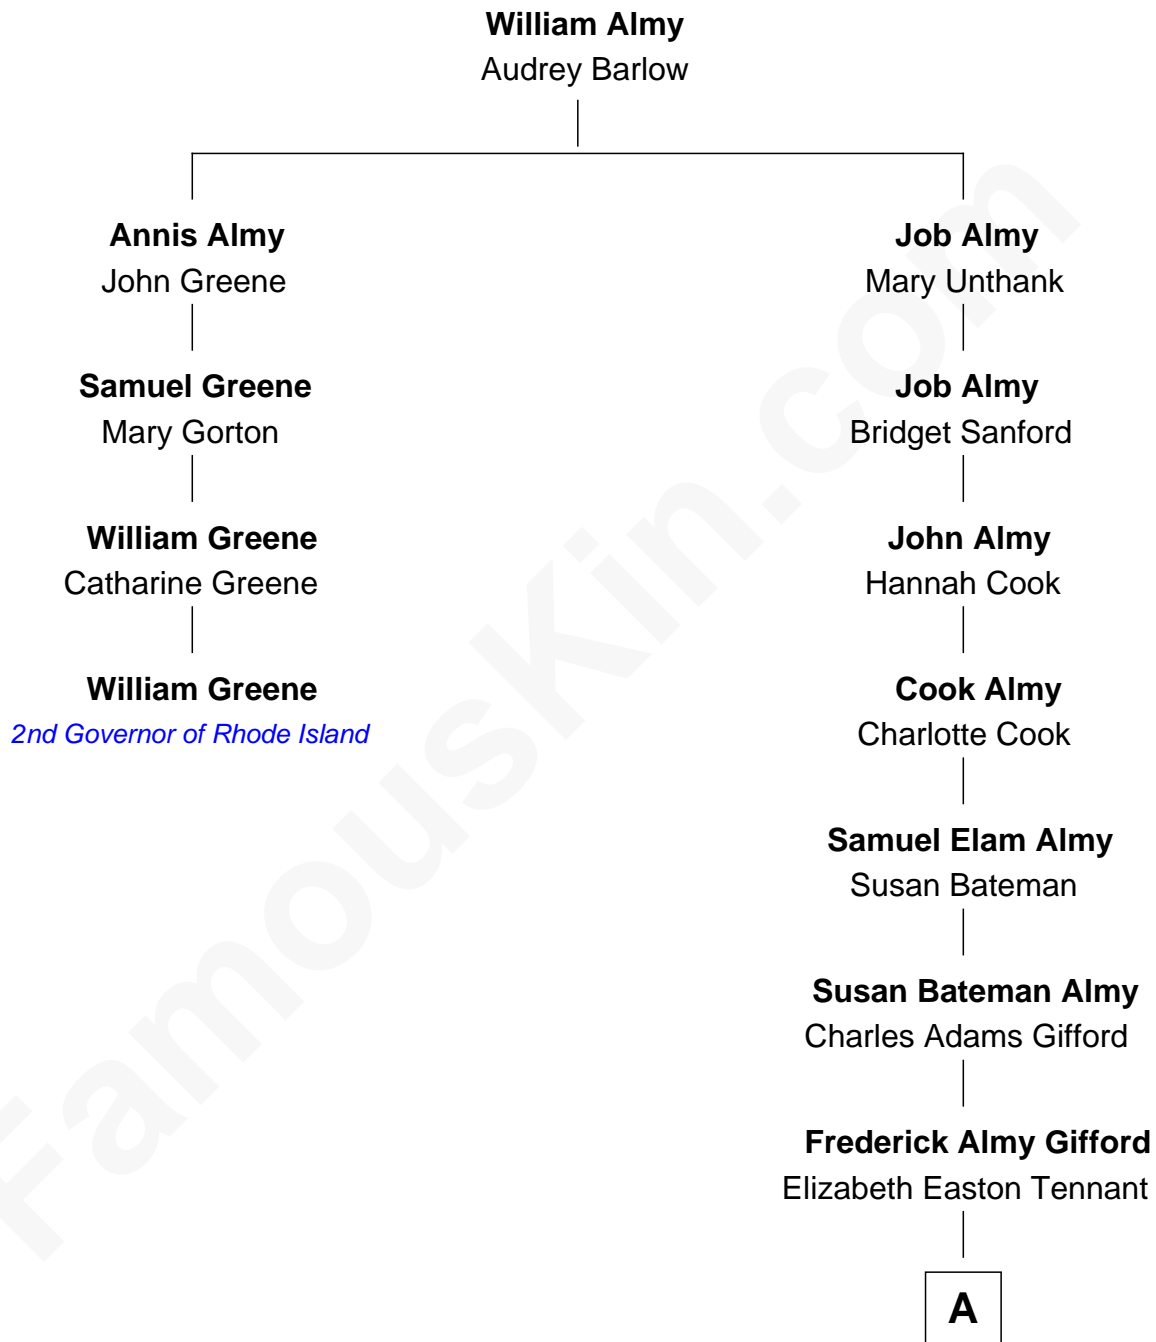 William Almy
Audrey Barlow
Annis Almy
John Greene
Samuel Greene
Mary Gorton
William Greene
Catharine Greene
William Greene
2nd Governor of Rhode Island
Job Almy
Mary Unthank
Job Almy
Bridget Sanford
John Almy
Hannah Cook
Cook Almy
Charlotte Cook
Samuel Elam Almy
Susan Bateman
Susan Bateman Almy
Charles Adams Gifford
Frederick Almy Gifford
Elizabeth Easton Tennant
A
FamousKin.com